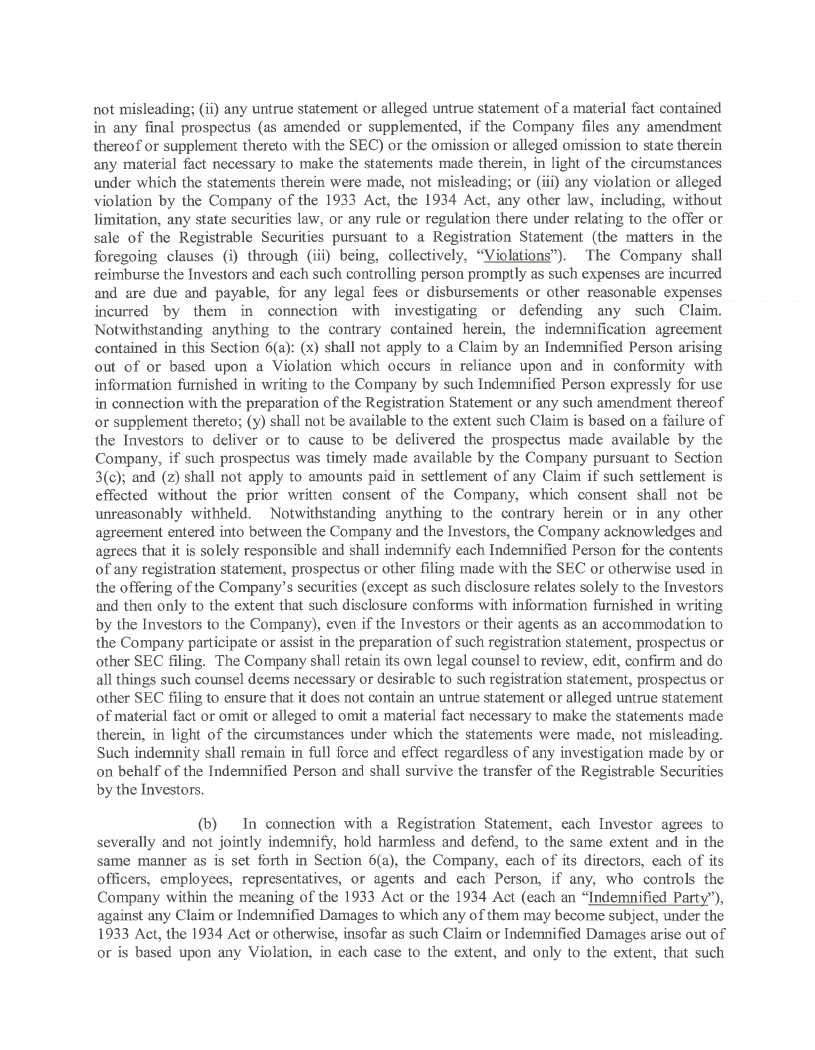 not misleading; (ii) any untrue statement or alleged untrue statement of a material fact contained
in any final prospectus (as amended or supplemented, if the Company files any amendment
thereof or supplement thereto with the SEC) or the omission or alleged omission to state therein
any material fact necessary to make the statements made therein, in light of the circumstances
under which the statements therein were made, not misleading; or (iii) any violation or alleged
violation by the Company of the 1933 Act, the 1934 Act, any other law, including, without
limitation, any state securities law, or any rule or regulation there under relating to the offer or
sale of the Registrable Securities pursuant to a Registration Statement (the matters in the
foregoing clauses (i) through (iii) being, collectively, “Violations”). The Company shall
reimburse the Investors and each such controlling person promptly as such expenses are incurred
and are due and payable, for any legal fees or disbursements or other reasonable expenses
incurred by them in connection with investigating or defending any such Claim.
Notwithstanding anything to the contrary contained herein, the indemnification agreement
contained in this Section 6(a): (x) shall not apply to a Claim by an Indemnified Person arising
out of or based upon a Violation which occurs in reliance upon and in conformity with
information furnished in writing to the Company by such Indemnified Person expressly for use
in connection with the preparation of the Registration Statement or any such amendment thereof
or supplement thereto; (y) shall not be available to the extent such Claim is based on a failure of
the Investors to deliver or to cause to be delivered the prospectus made available by the
Company, if such prospectus was timely made available by the Company pursuant to Section
3(c); and (z) shall not apply to amounts paid in settlement of any Claim if such settlement is
effected without the prior written consent of the Company, which consent shall not be
unreasonably withheld. Notwithstanding anything to the contrary herein or in any other
agreement entered into between the Company and the Investors, the Company acknowledges and
agrees that it is solely responsible and shall indemnify each Indemnified Person for the contents
of any registration statement, prospectus or other filing made with the SEC or otherwise used in
the offering of the Company’s securities (except as such disclosure relates solely to the Investors
and then only to the extent that such disclosure conforms with information furnished in writing
by the Investors to the Company), even if the Investors or their agents as an accommodation to
the Company participate or assist in the preparation of such registration statement, prospectus or
other SEC filing. The Company shall retain its own legal counsel to review, edit, confirm and do
all things such counsel deems necessary or desirable to such registration statement, prospectus or
other SEC filing to ensure that it does not contain an untrue statement or alleged untrue statement
of material fact or omit or alleged to omit a material fact necessary to make the statements made
therein, in light of the circumstances under which the statements were made, not misleading.
Such indemnity shall remain in full force and effect regardless of any investigation made by or
on behalf of the Indemnified Person and shall survive the transfer of the Registrable Securities
by the Investors.
(b) In connection with a Registration Statement, each Investor agrees to
severally and not jointly indemnify, hold harmless and defend, to the same extent and in the
same manner as is set forth in Section 6(a), the Company, each of its directors, each of its
officers, employees, representatives, or agents and each Person, if any, who controls the
Company within the meaning of the 1933 Act or the 1934 Act (each an “Indemnified Party”),
against any Claim or Indemnified Damages to which any of them may become subject, under the
1933 Act, the 1934 Act or otherwise, insofar as such Claim or Indemnified Damages arise out of
or is based upon any Violation, in each case to the extent, and only to the extent, that such